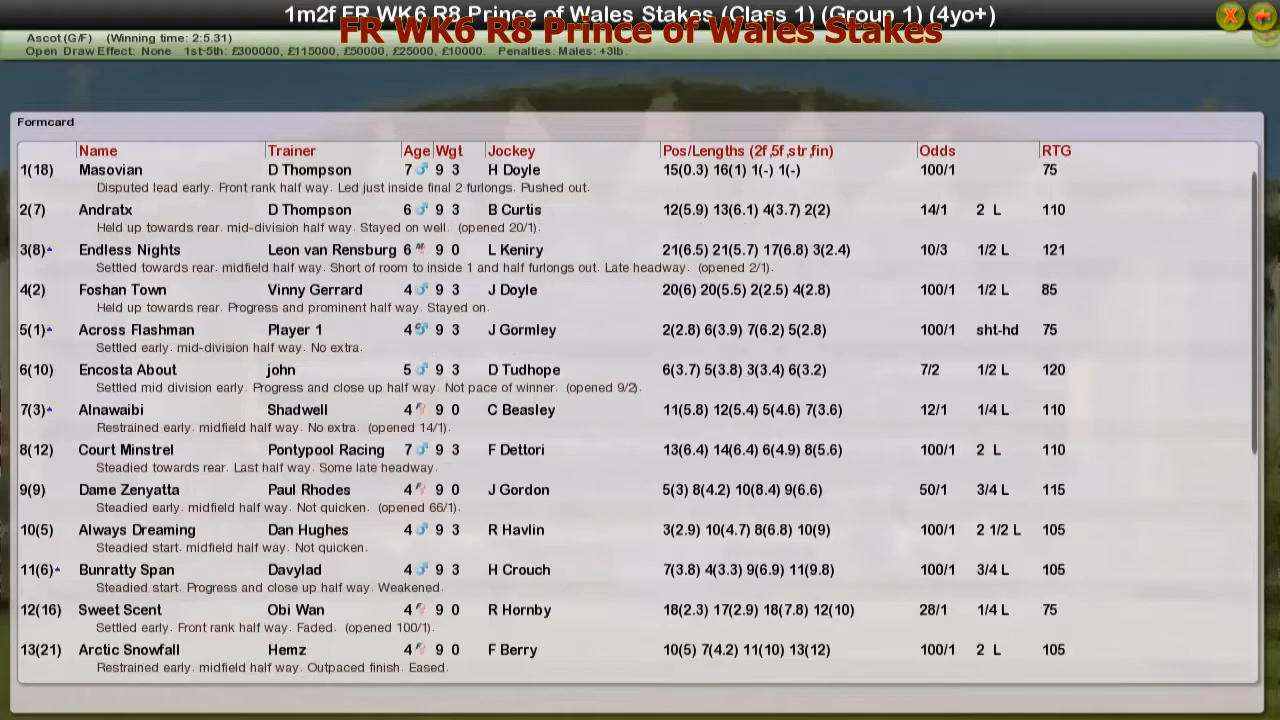 1m2f FR WK6 R8 Prince of Wales Stakes (Class 1) (Group 1) (4yo+)
FR WK6 R8 Prince of Wales Stakes
Ascot(G/F) (Winning time: 2:5.31)
Open Draw Effect: None 1st-5th: £300000, £115000, £50000, £25000, £10000. Penalties: Males: +3lb.
Formcard
Name Trainer Age Wgt Jockey Pos/Lengths (2f,5f,str,fin) Odds RTG
1(18) Masovian D Thompson 7 9 3 H Doyle 15(0.3) 16(1) 1(-) 1(-) 100/1 75
Disputed lead early. Front rank half way. Led just inside final 2 furlongs. Pushed out.
2(7) Andratx D Thompson 6 9 3 B Curtis 12(5.9) 13(6.1) 4(3.7) 2(2) 14/1 2 L 110
Held up towards rear. mid-division half way. Stayed on well. (opened 20/1).
3(8) Endless Nights Leon van Rensburg 6 9 0 L Keniry 21(6.5) 21(5.7) 17(6.8) 3(2.4) 10/3 1/2 L 121
Settled towards rear. midfield half way. Short of room to inside 1 and half furlongs out. Late headway. (opened 2/1).
4(2) Foshan Town Vinny Gerrard 4 9 3 J Doyle 20(6) 20(5.5) 2(2.5) 4(2.8) 100/1 1/2 L 85
Held up towards rear. Progress and prominent half way. Stayed on.
5(1) Across Flashman Player 1 4 9 3 J Gormley 2(2.8) 6(3.9) 7(6.2) 5(2.8) 100/1 sht-hd 75
Settled early. mid-division half way. No extra.
6(10) Encosta About john 5 9 3 D Tudhope 6(3.7) 5(3.8) 3(3.4) 6(3.2) 7/2 1/2 L 120
Settled mid division early. Progress and close up half way. Not pace of winner. (opened 9/2).
7(3) Alnawaibi Shadwell 4 9 0 C Beasley 11(5.8) 12(5.4) 5(4.6) 7(3.6) 12/1 1/4 L 110
Restrained early. midfield half way. No extra. (opened 14/1).
8(12) Court Minstrel Pontypool Racing 7 9 3 F Dettori 13(6.4) 14(6.4) 6(4.9) 8(5.6) 100/1 2 L 110
Steadied towards rear. Last half way. Some late headway.
9(9) Dame Zenyatta Paul Rhodes 4 9 0 J Gordon 5(3) 8(4.2) 10(8.4) 9(6.6) 50/1 3/4 L 115
Steadied early. midfield half way. Not quicken. (opened 66/1).
10(5) Always Dreaming Dan Hughes 4 9 3 R Havlin 3(2.9) 10(4.7) 8(6.8) 10(9) 100/1 2 1/2 L 105
Steadied start. midfield half way. Not quicken.
11(6) Bunratty Span Davylad 4 9 3 H Crouch 7(3.8) 4(3.3) 9(6.9) 11(9.8) 100/1 3/4 L 105
Steadied start. Progress and close up half way. Weakened.
12(16) Sweet Scent Obi Wan 4 9 0 R Hornby 18(2.3) 17(2.9) 18(7.8) 12(10) 28/1 1/4 L 75
Settled early. Front rank half way. Faded. (opened 100/1).
13(21) Arctic Snowfall Hemz 4 9 0 F Berry 10(5) 7(4.2) 11(10) 13(12) 100/1 2 L 105
Restrained early. midfield half way. Outpaced finish. Eased.